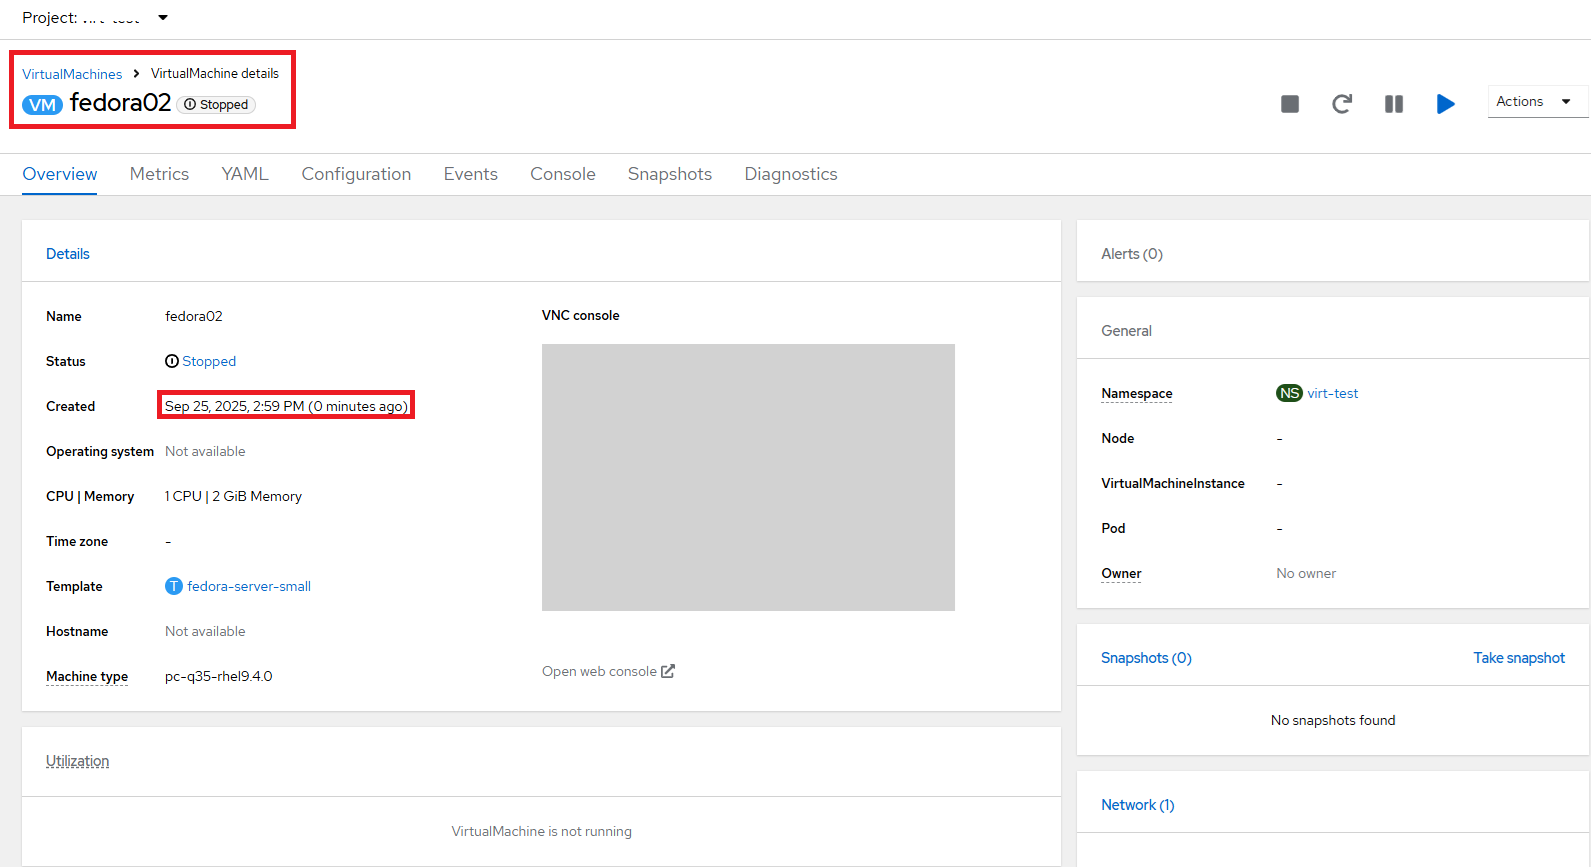 Project: virt-test
VirtualMachines > VirtualMachine details
VM fedora02 Stopped
Actions
Overview Metrics YAML Configuration Events Console Snapshots Diagnostics
Details
Name fedora02
Status Stopped
Created Sep 25, 2025, 2:59 PM (0 minutes ago)
Operating system Not available
CPU | Memory 1 CPU | 2 GiB Memory
Time zone -
Template T fedora-server-small
Hostname Not available
Machine type pc-q35-rhel9.4.0
VNC console
Open web console
Utilization
VirtualMachine is not running
Alerts (0)
General
Namespace NS virt-test
Node -
VirtualMachineInstance -
Pod -
Owner No owner
Snapshots (0) Take snapshot
No snapshots found
Network (1)